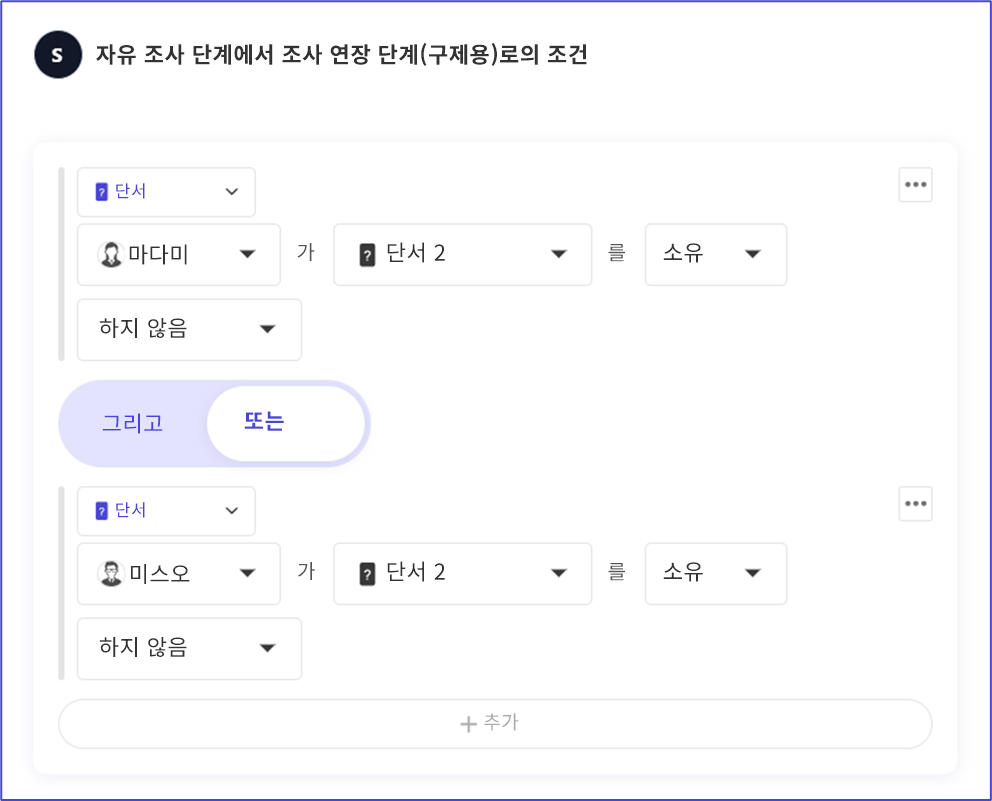 S 자유 조사 단계에서 조사 연장 단계(구제용)로의 조건
? 단서
마다미 가 ? 단서 2 를 소유
하지 않음
그리고 또는
? 단서
미스오 가 ? 단서 2 를 소유
하지 않음
+ 추가